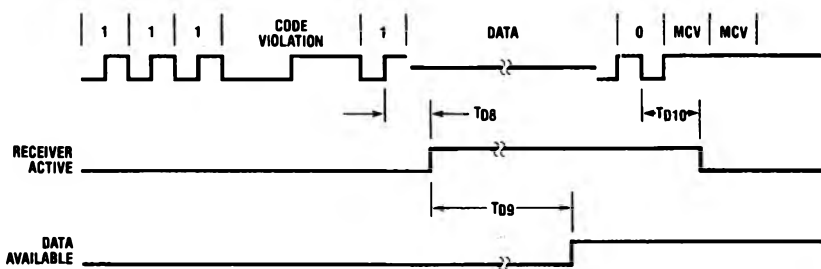 1 1 1 CODE VIOLATION 1 DATA 0 MCV MCV
TD8 TD10
RECEIVER ACTIVE
TD9
DATA AVAILABLE